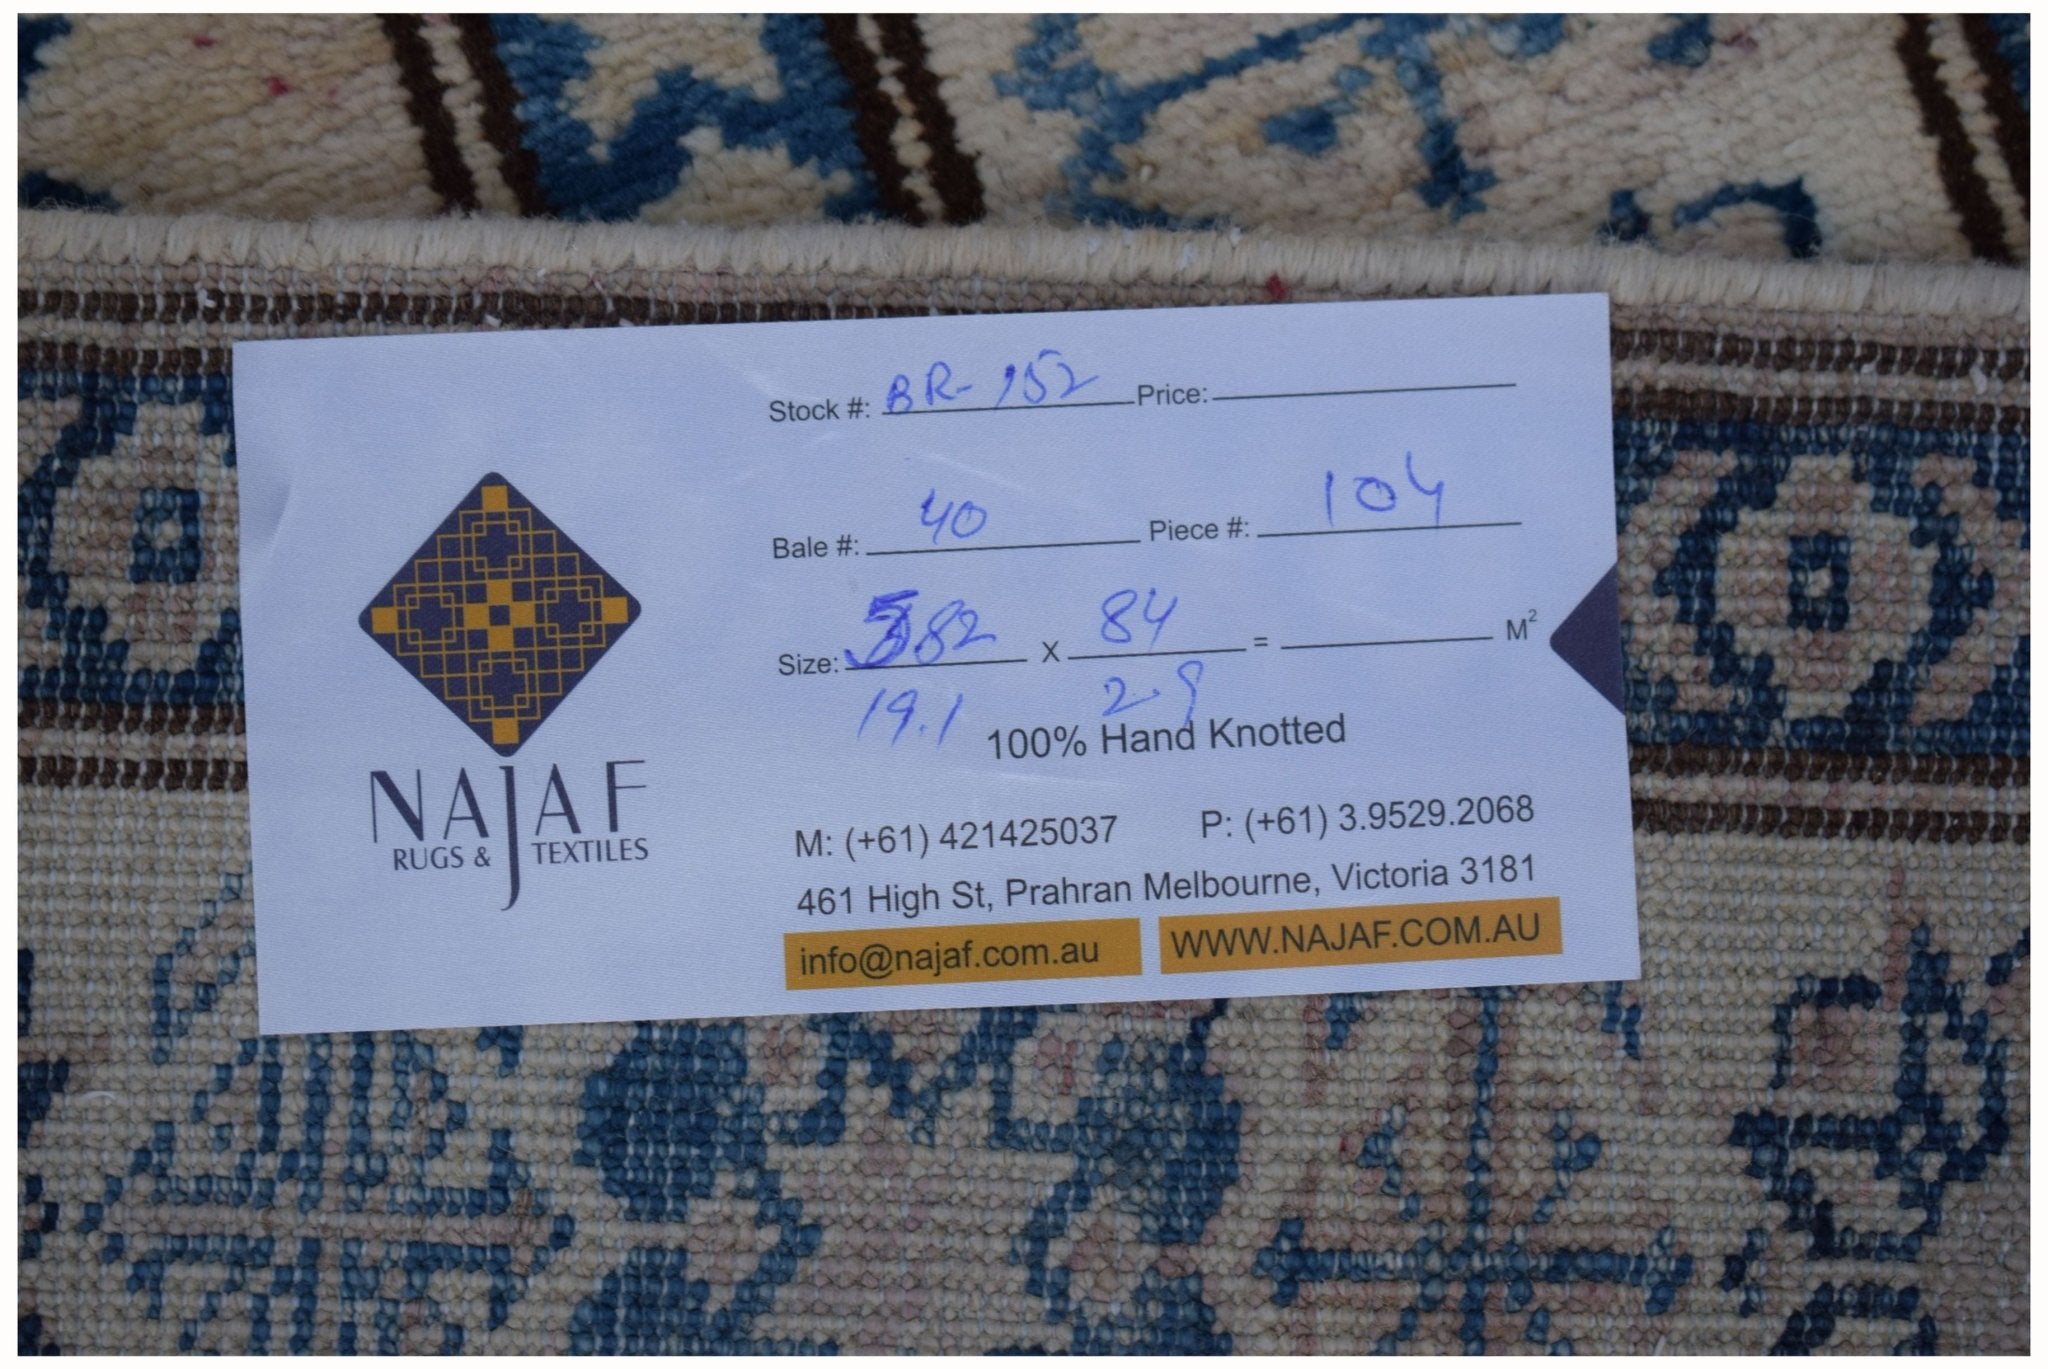 NAJAF
RUGS & TEXTILES
Stock #: BR-152 Price:
Bale #: 40 Piece #: 104
Size: 582 x 84 = M²
19.1 2.9
100% Hand Knotted
M: (+61) 421425037 P: (+61) 3.9529.2068
461 High St, Prahran Melbourne, Victoria 3181
info@najaf.com.au WWW.NAJAF.COM.AU